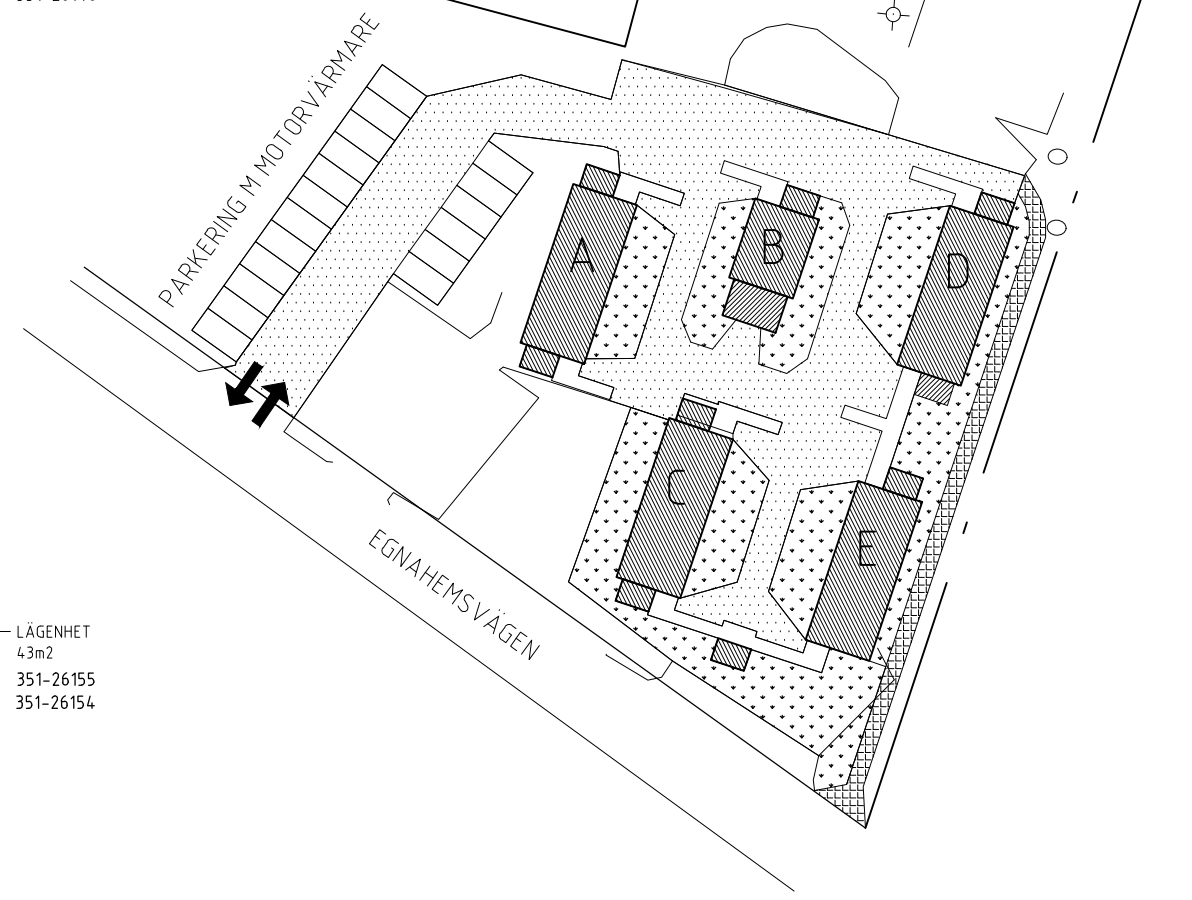 PARKERING M MOTORVÄRMARE
A
B
D
C
E
EGNAHEMSVÄGEN
LÄGENHET
43m2
351-26155
351-26154